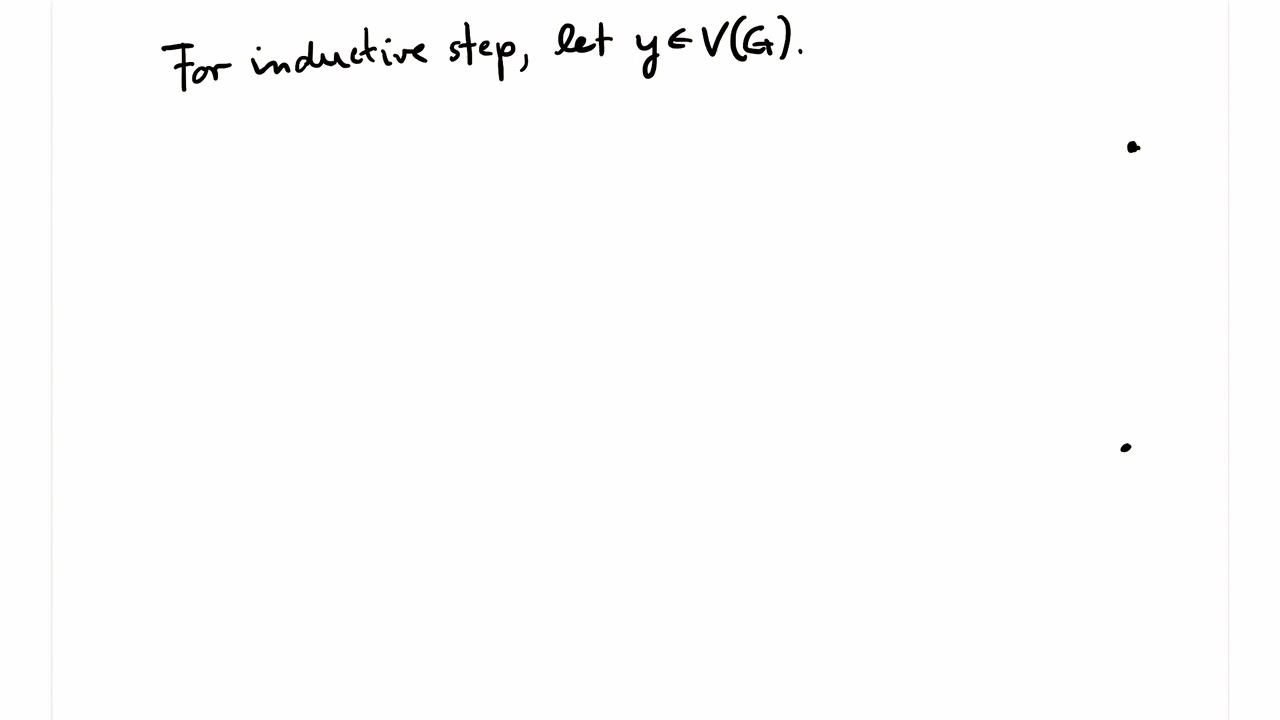 For inductive step, let y ∈ V(G).